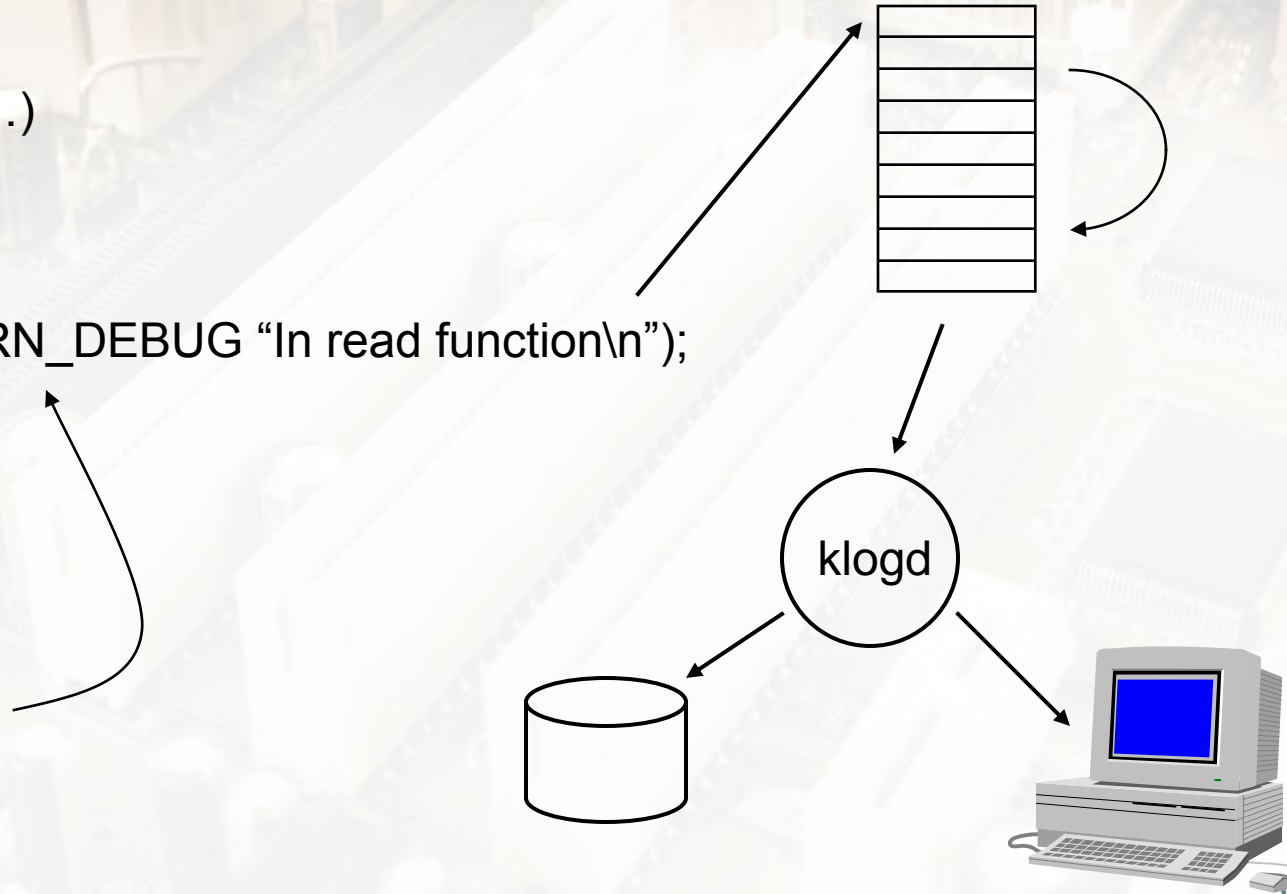 .)
RN_DEBUG “In read function\n”);
klogd